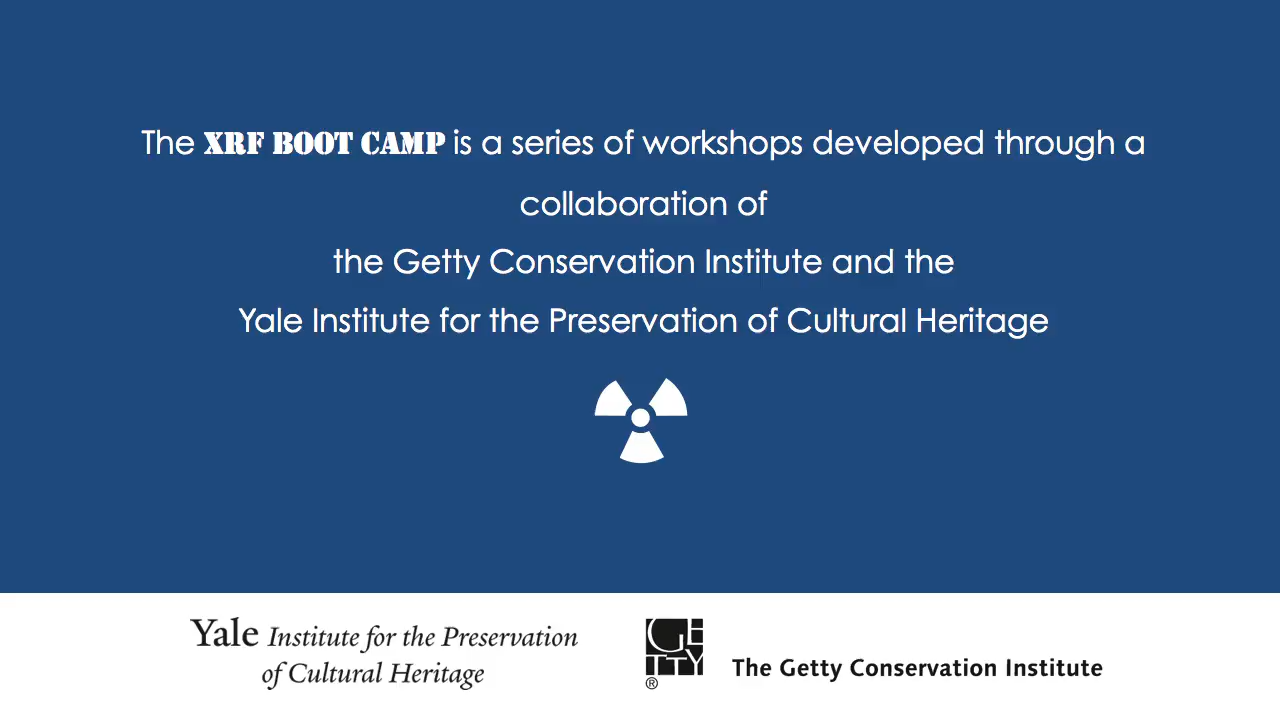 The XRF BOOT CAMP is a series of workshops developed through a
collaboration of
the Getty Conservation Institute and the
Yale Institute for the Preservation of Cultural Heritage
Yale Institute for the Preservation
of Cultural Heritage
GE
TTY
®
The Getty Conservation Institute